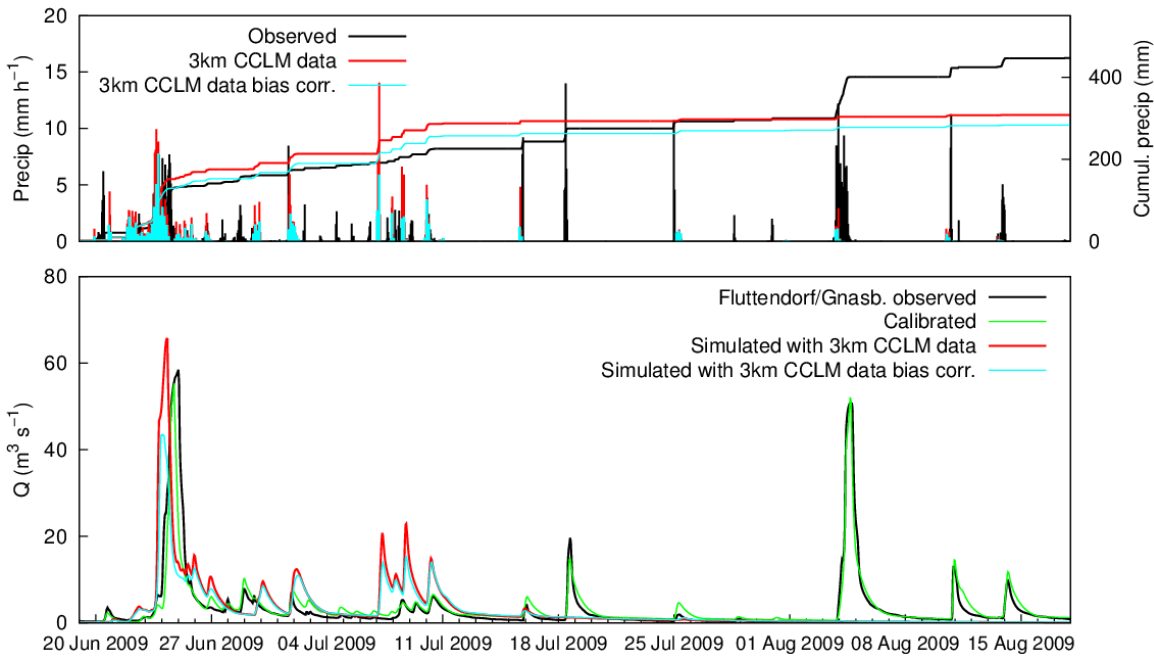 20
15
10
5
0
Precip (mm h⁻¹)
Observed
3km CCLM data
3km CCLM data bias corr.
400
200
0
Cumul. precip (mm)
80
60
40
20
0
Q (m³ s⁻¹)
Fluttendorf/Gnasb. observed
Calibrated
Simulated with 3km CCLM data
Simulated with 3km CCLM data bias corr.
20 Jun 2009 27 Jun 2009 04 Jul 2009 11 Jul 2009 18 Jul 2009 25 Jul 2009 01 Aug 2009 08 Aug 2009 15 Aug 2009